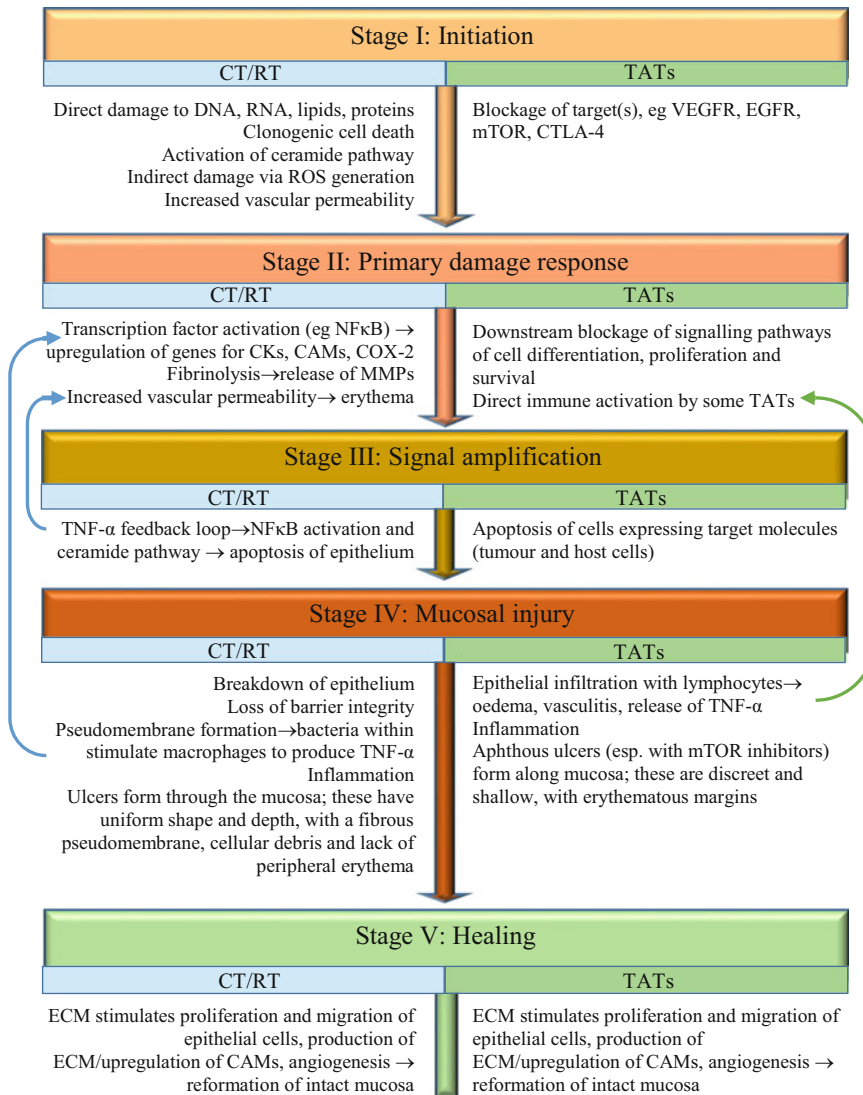 Stage I: Initiation
CT/RT
TATs
Direct damage to DNA, RNA, lipids, proteins
Clonogenic cell death
Activation of ceramide pathway
Indirect damage via ROS generation
Increased vascular permeability
Blockage of target(s), eg VEGFR, EGFR,
mTOR, CTLA-4
Stage II: Primary damage response
CT/RT
TATs
Transcription factor activation (eg NFκB) →
upregulation of genes for CKs, CAMs, COX-2
Fibrinolysis→release of MMPs
Increased vascular permeability→ erythema
Downstream blockage of signalling pathways
of cell differentiation, proliferation and
survival
Direct immune activation by some TATs
Stage III: Signal amplification
CT/RT
TATs
TNF-α feedback loop→NFκB activation and
ceramide pathway → apoptosis of epithelium
Apoptosis of cells expressing target molecules
(tumour and host cells)
Stage IV: Mucosal injury
CT/RT
TATs
Breakdown of epithelium
Loss of barrier integrity
Pseudomembrane formation→bacteria within
stimulate macrophages to produce TNF-α
Inflammation
Ulcers form through the mucosa; these have
uniform shape and depth, with a fibrous
pseudomembrane, cellular debris and lack of
peripheral erythema
Epithelial infiltration with lymphocytes→
oedema, vasculitis, release of TNF-α
Inflammation
Aphthous ulcers (esp. with mTOR inhibitors)
form along mucosa; these are discreet and
shallow, with erythematous margins
Stage V: Healing
CT/RT
TATs
ECM stimulates proliferation and migration of
epithelial cells, production of
ECM/upregulation of CAMs, angiogenesis →
reformation of intact mucosa
ECM stimulates proliferation and migration of
epithelial cells, production of
ECM/upregulation of CAMs, angiogenesis →
reformation of intact mucosa